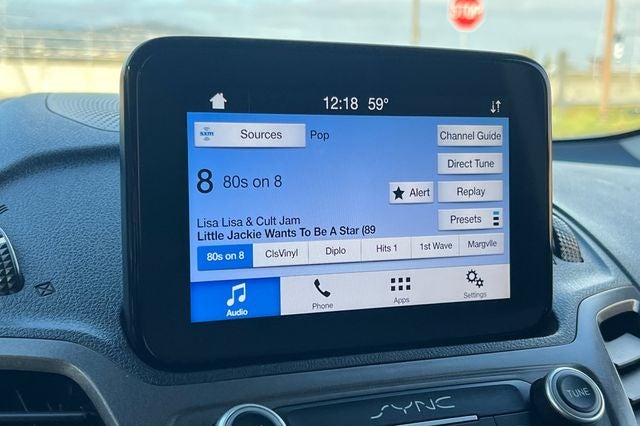 STOP
12:18 59°
sxm Sources Pop Channel Guide
Direct Tune
8 80s on 8
Alert Replay
Presets
Lisa Lisa & Cult Jam
Little Jackie Wants To Be A Star (89
80s on 8 ClsVinyl Diplo Hits 1 1st Wave Margvlle
Audio Phone Apps Settings
SYNC TUNE